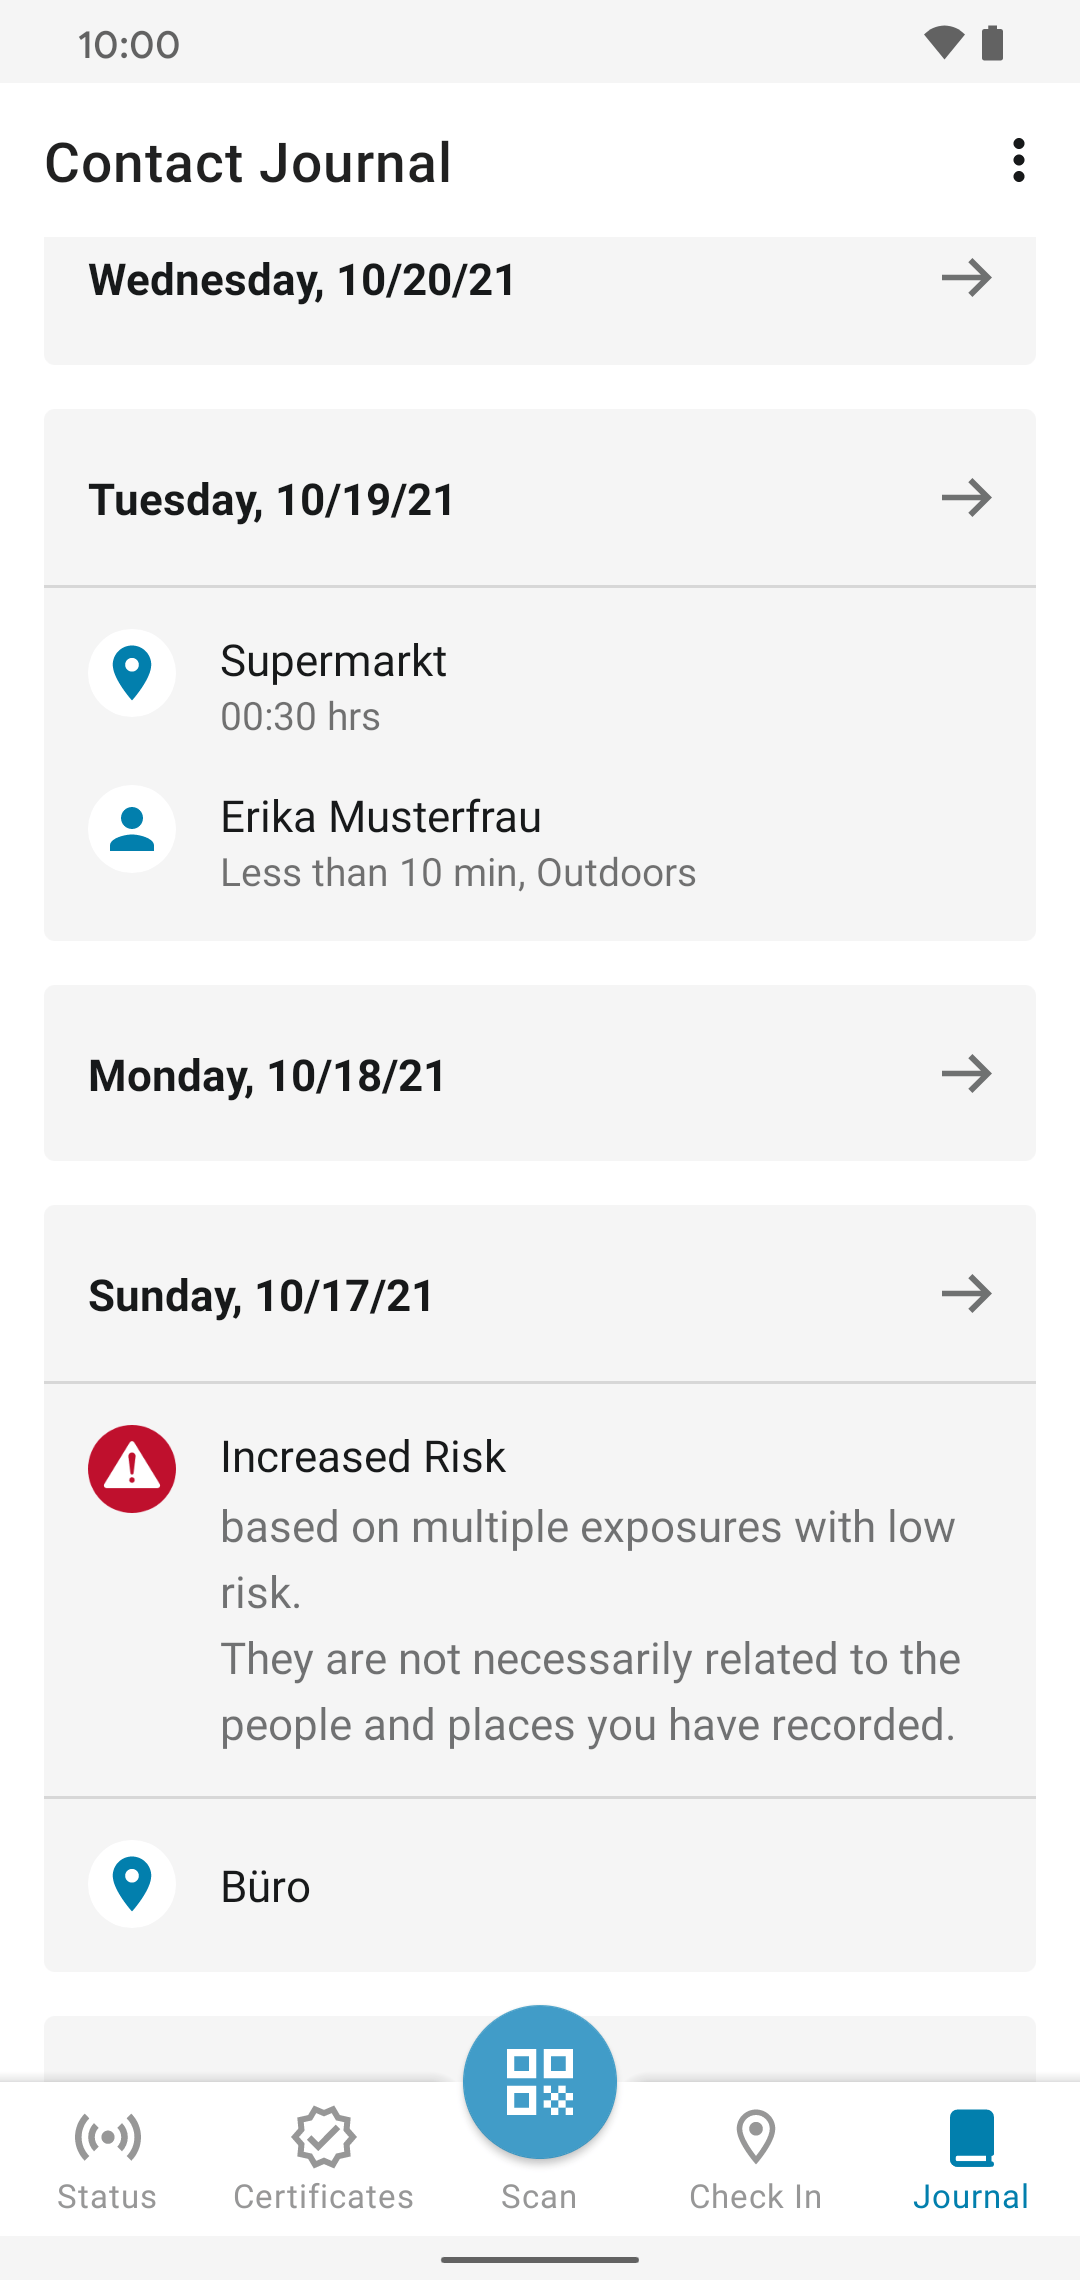 10:00
Contact Journal
Wednesday, 10/20/21
Tuesday, 10/19/21
Supermarkt
00:30 hrs
Erika Musterfrau
Less than 10 min, Outdoors
Monday, 10/18/21
Sunday, 10/17/21
Increased Risk
based on multiple exposures with low
risk.
They are not necessarily related to the
people and places you have recorded.
Büro
Status
Certificates
Scan
Check In
Journal